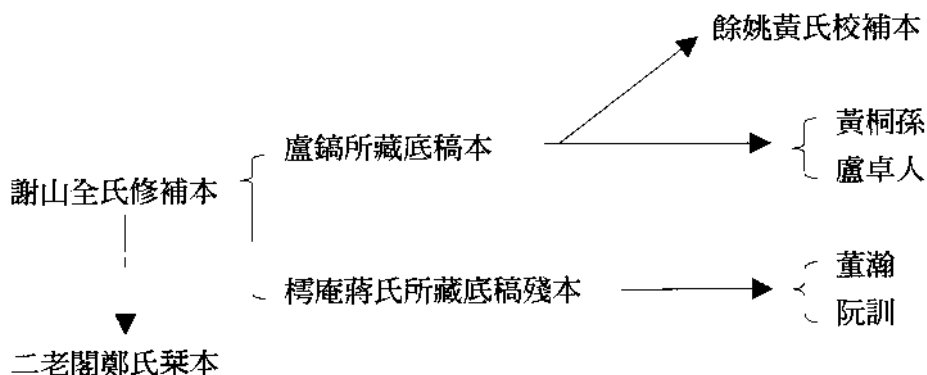 餘姚黃氏校補本
盧鎬所藏底稿本
黃桐孫
盧卓人
謝山全氏修補本
樗庵蔣氏所藏底稿殘本
董瀚
阮訓
二老閣鄭氏棐本